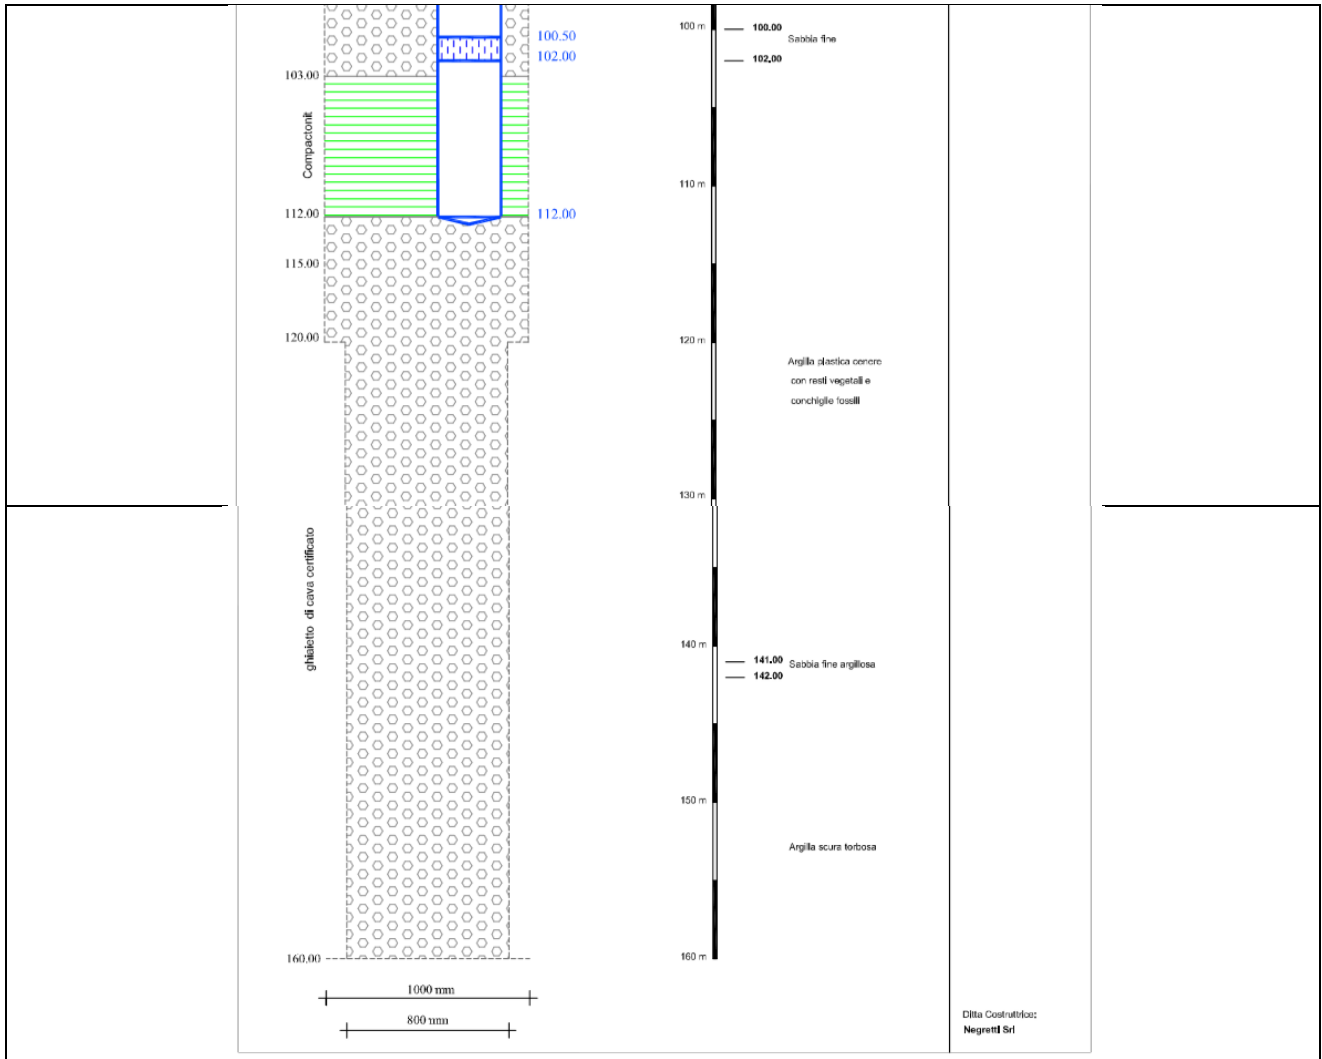 100 m
100.00
Sabbia fine
100.50
102.00
102.00
103.00
Compactonit
110 m
112.00
112.00
115.00
120.00
120 m
Argilla plastica cenere
con resti vegetali e
conchiglie fossili
130 m
ghiaietto di cava certificato
140 m
141.00
Sabbia fine argillosa
142.00
150 m
Argilla scura torbosa
160.00
160 m
1000 mm
800 mm
Ditta Costruttrice:
Negretti Srl